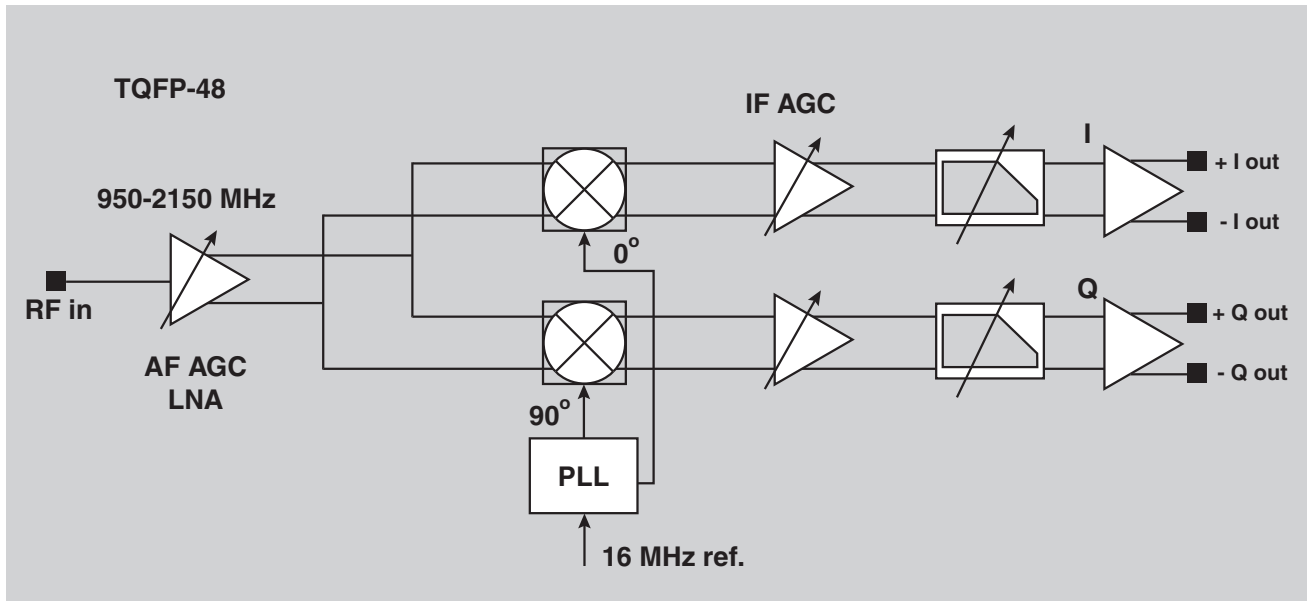 TQFP-48
IF AGC
I
+ I out
- I out
950-2150 MHz
RF in
AF AGC
LNA
0°
Q
+ Q out
- Q out
90°
PLL
16 MHz ref.